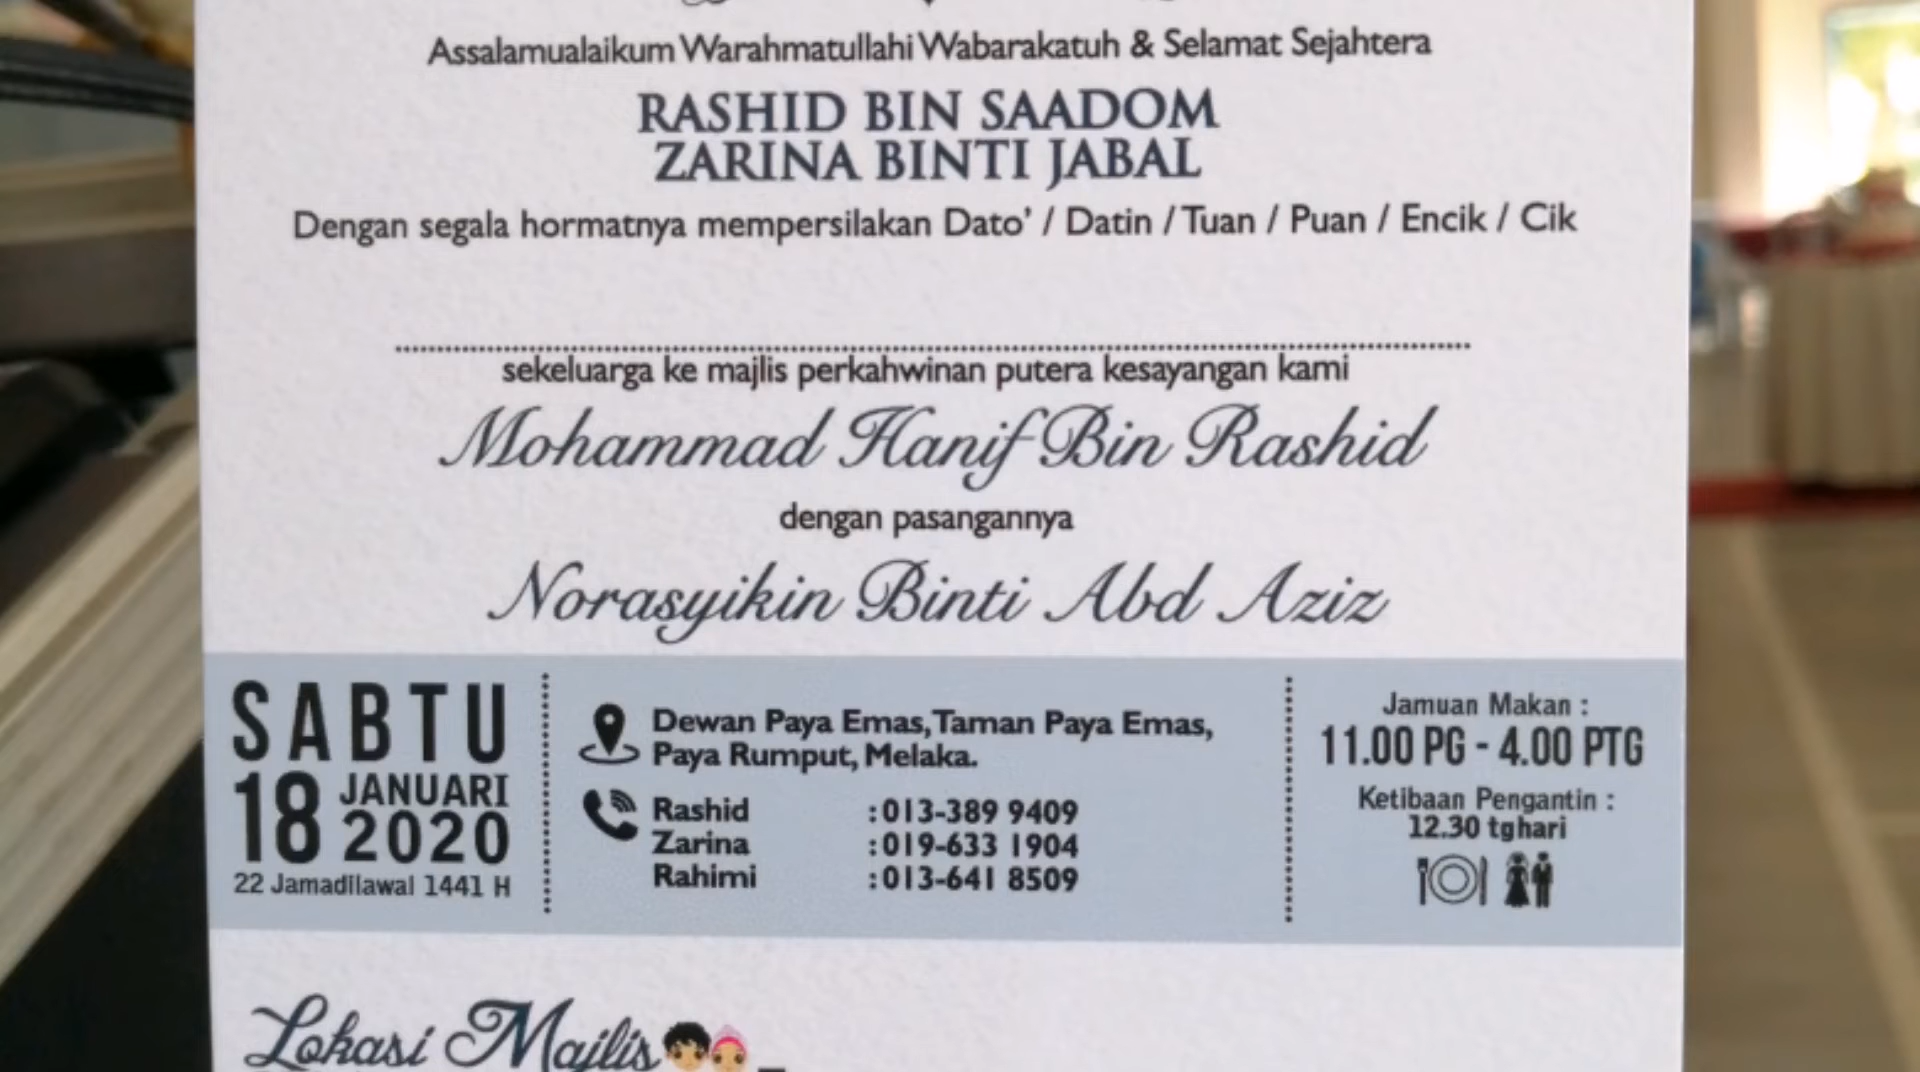 Assalamualaikum Warahmatullahi Wabarakatuh & Selamat Sejahtera
RASHID BIN SAADOM
ZARINA BINTI JABAL
Dengan segala hormatnya mempersilakan Dato' / Datin / Tuan / Puan / Encik / Cik
sekeluarga ke majlis perkahwinan putera kesayangan kami
Mohammad Hanif Bin Rashid
dengan pasangannya
Norasyikin Binti Abd Aziz
SABTU
18 JANUARI 2020
22 Jamadilawal 1441 H
Dewan Paya Emas, Taman Paya Emas,
Paya Rumput, Melaka.
Rashid : 013-389 9409
Zarina : 019-633 1904
Rahimi : 013-641 8509
Jamuan Makan :
11.00 PG - 4.00 PTG
Ketibaan Pengantin :
12.30 tghari
Lokasi Majlis